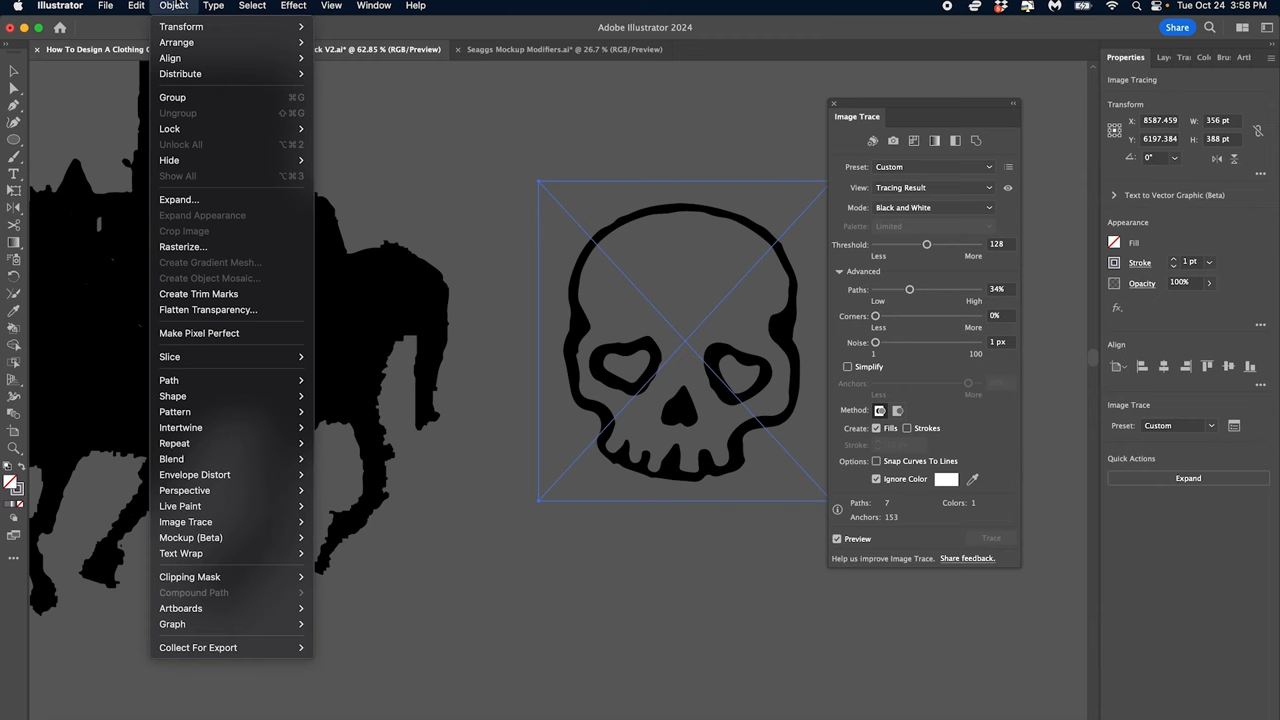 Illustrator File Edit Object Type Select Effect View Window Help Tue Oct 24 3:58 PM
Adobe Illustrator 2024 Share
How To Design A Clothing ck V2.ai* @ 62.85 % (RGB/Preview) Seaggs Mockup Modifiers.ai* @ 26.7 % (RGB/Preview)
Transform
Arrange
Align
Distribute
Group ⌘G
Ungroup ⇧⌘G
Lock
Unlock All ⌥⌘2
Hide
Show All ⌥⌘3
Expand...
Expand Appearance
Crop Image
Rasterize...
Create Gradient Mesh...
Create Object Mosaic...
Create Trim Marks
Flatten Transparency...
Make Pixel Perfect
Slice
Path
Shape
Pattern
Intertwine
Repeat
Blend
Envelope Distort
Perspective
Live Paint
Image Trace
Mockup (Beta)
Text Wrap
Clipping Mask
Compound Path
Artboards
Graph
Collect For Export
Image Trace
Preset: Custom
View: Tracing Result
Mode: Black and White
Palette: Limited
Threshold: 128
Less More
Advanced
Paths: 34%
Low High
Corners: 0%
Less More
Noise: 1 px
1 100
Simplify
Anchors:
Less More
Method:
Create: Fills Strokes
Stroke:
Options: Snap Curves To Lines
Ignore Color
Paths: 7 Colors: 1
Anchors: 153
Preview Trace
Help us improve Image Trace. Share feedback.
Properties Lay Tra Col Bru Artl
Image Tracing
Transform
X: 8587.459 W: 356 pt
Y: 6197.384 H: 388 pt
0°
Text to Vector Graphic (Beta)
Appearance
Fill
Stroke 1 pt
Opacity 100%
fx.
Align
Image Trace
Preset: Custom
Quick Actions
Expand